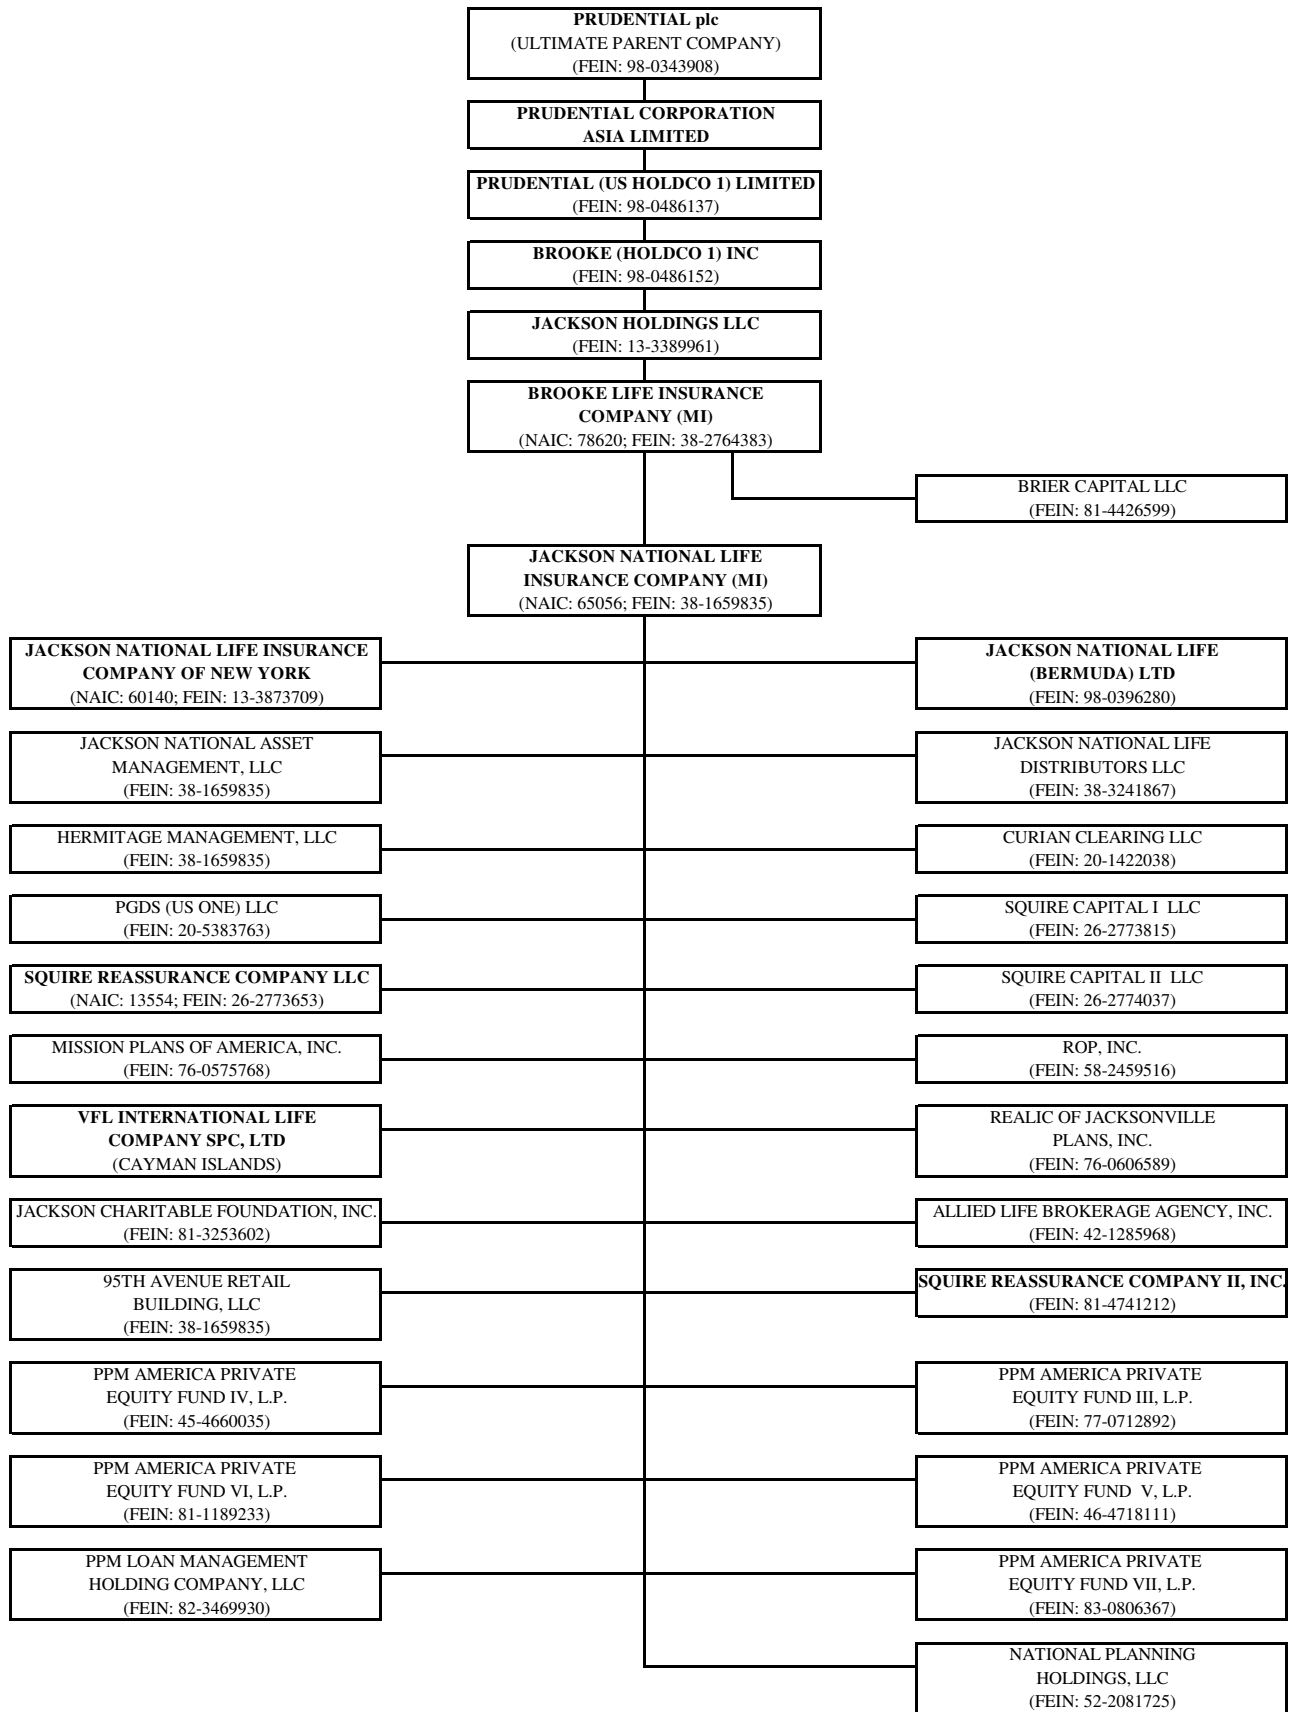 PRUDENTIAL plc
(ULTIMATE PARENT COMPANY)
(FEIN: 98-0343908)
PRUDENTIAL CORPORATION
ASIA LIMITED
PRUDENTIAL (US HOLDCO 1) LIMITED
(FEIN: 98-0486137)
BROOKE (HOLDCO 1) INC
(FEIN: 98-0486152)
JACKSON HOLDINGS LLC
(FEIN: 13-3389961)
BROOKE LIFE INSURANCE
COMPANY (MI)
(NAIC: 78620; FEIN: 38-2764383)
BRIER CAPITAL LLC
(FEIN: 81-4426599)
JACKSON NATIONAL LIFE
INSURANCE COMPANY (MI)
(NAIC: 65056; FEIN: 38-1659835)
JACKSON NATIONAL LIFE INSURANCE
COMPANY OF NEW YORK
(NAIC: 60140; FEIN: 13-3873709)
JACKSON NATIONAL LIFE
(BERMUDA) LTD
(FEIN: 98-0396280)
JACKSON NATIONAL ASSET
MANAGEMENT, LLC
(FEIN: 38-1659835)
JACKSON NATIONAL LIFE
DISTRIBUTORS LLC
(FEIN: 38-3241867)
HERMITAGE MANAGEMENT, LLC
(FEIN: 38-1659835)
CURIAN CLEARING LLC
(FEIN: 20-1422038)
PGDS (US ONE) LLC
(FEIN: 20-5383763)
SQUIRE CAPITAL I LLC
(FEIN: 26-2773815)
SQUIRE REASSURANCE COMPANY LLC
(NAIC: 13554; FEIN: 26-2773653)
SQUIRE CAPITAL II LLC
(FEIN: 26-2774037)
MISSION PLANS OF AMERICA, INC.
(FEIN: 76-0575768)
ROP, INC.
(FEIN: 58-2459516)
VFL INTERNATIONAL LIFE
COMPANY SPC, LTD
(CAYMAN ISLANDS)
REALIC OF JACKSONVILLE
PLANS, INC.
(FEIN: 76-0606589)
JACKSON CHARITABLE FOUNDATION, INC.
(FEIN: 81-3253602)
ALLIED LIFE BROKERAGE AGENCY, INC.
(FEIN: 42-1285968)
95TH AVENUE RETAIL
BUILDING, LLC
(FEIN: 38-1659835)
SQUIRE REASSURANCE COMPANY II, INC.
(FEIN: 81-4741212)
PPM AMERICA PRIVATE
EQUITY FUND IV, L.P.
(FEIN: 45-4660035)
PPM AMERICA PRIVATE
EQUITY FUND III, L.P.
(FEIN: 77-0712892)
PPM AMERICA PRIVATE
EQUITY FUND VI, L.P.
(FEIN: 81-1189233)
PPM AMERICA PRIVATE
EQUITY FUND V, L.P.
(FEIN: 46-4718111)
PPM LOAN MANAGEMENT
HOLDING COMPANY, LLC
(FEIN: 82-3469930)
PPM AMERICA PRIVATE
EQUITY FUND VII, L.P.
(FEIN: 83-0806367)
NATIONAL PLANNING
HOLDINGS, LLC
(FEIN: 52-2081725)